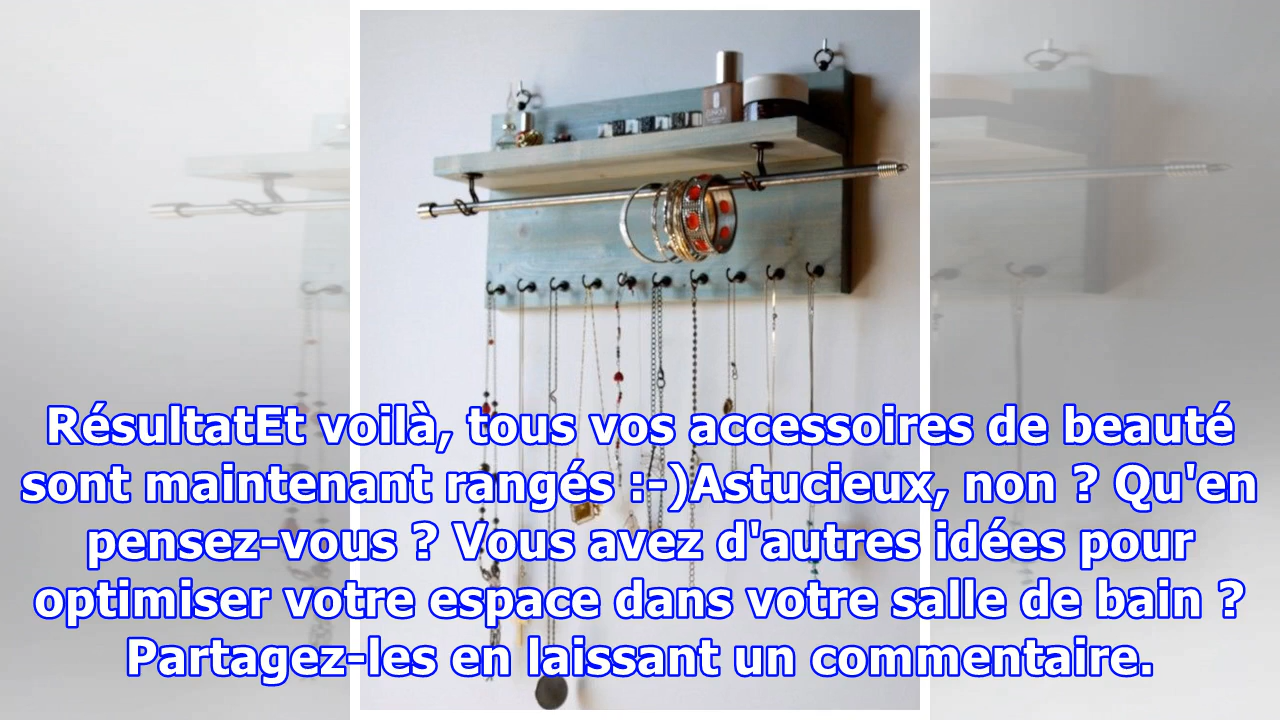 CLINIQUE
RésultatEt voilà, tous vos accessoires de beauté
sont maintenant rangés :-)Astucieux, non ? Qu'en
pensez-vous ? Vous avez d'autres idées pour
optimiser votre espace dans votre salle de bain ?
Partagez-les en laissant un commentaire.